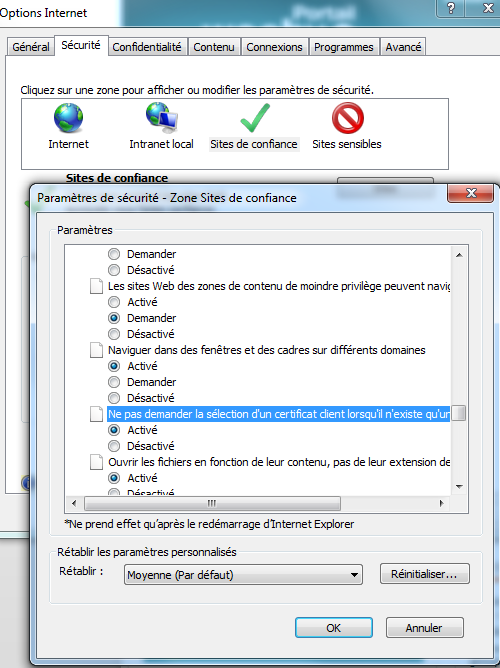 Portail
Options Internet
Général Sécurité Confidentialité Contenu Connexions Programmes Avancé
Cliquez sur une zone pour afficher ou modifier les paramètres de sécurité.
Internet Intranet local Sites de confiance Sites sensibles
Sites de confiance
Paramètres de sécurité - Zone Sites de confiance
Paramètres
Demander
Désactivé
Les sites Web des zones de contenu de moindre privilège peuvent navig
Activé
Demander
Désactivé
Naviguer dans des fenêtres et des cadres sur différents domaines
Activé
Demander
Désactivé
Ne pas demander la sélection d'un certificat client lorsqu'il n'existe qu'un
Activé
Désactivé
Ouvrir les fichiers en fonction de leur contenu, pas de leur extension de
Activé
Désactivé
*Ne prend effet qu'après le redémarrage d'Internet Explorer
Rétablir les paramètres personnalisés
Rétablir : Moyenne (Par défaut) Réinitialiser...
OK Annuler